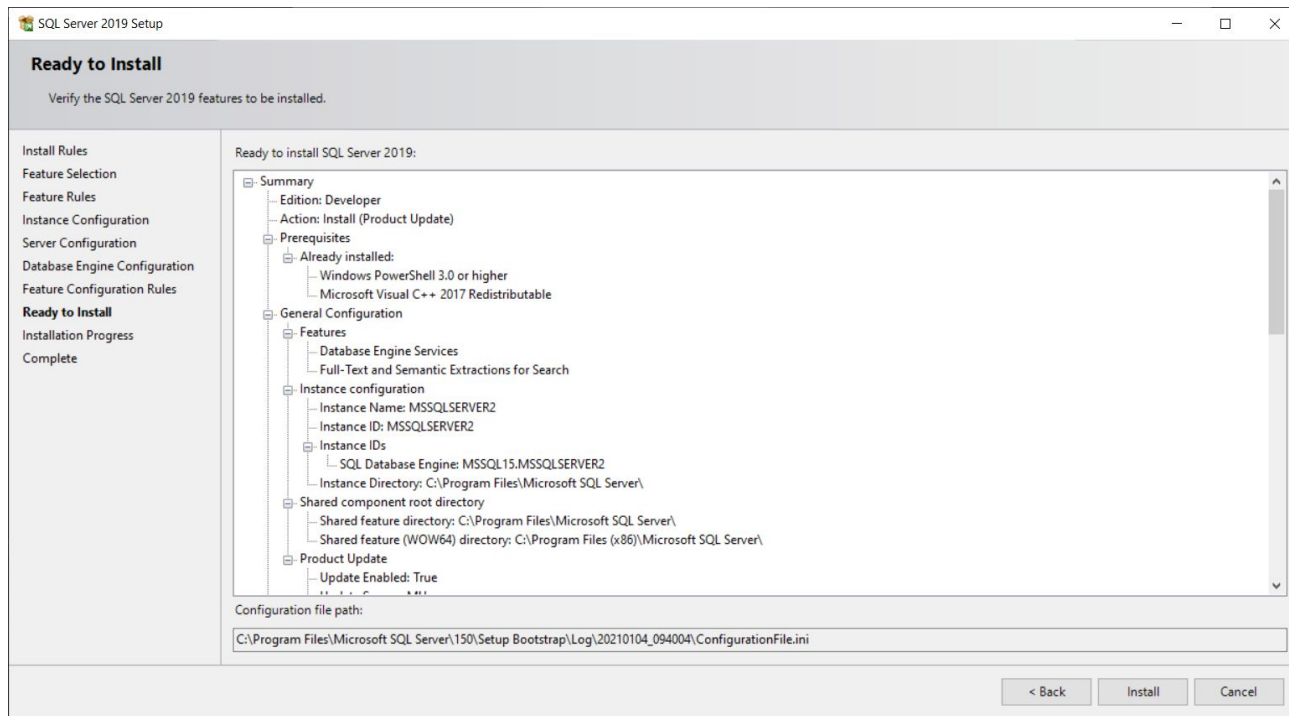 SQL Server 2019 Setup
Ready to Install
Verify the SQL Server 2019 features to be installed.
Install Rules
Feature Selection
Feature Rules
Instance Configuration
Server Configuration
Database Engine Configuration
Feature Configuration Rules
Ready to Install
Installation Progress
Complete
Ready to install SQL Server 2019:
Summary
Edition: Developer
Action: Install (Product Update)
Prerequisites
Already installed:
Windows PowerShell 3.0 or higher
Microsoft Visual C++ 2017 Redistributable
General Configuration
Features
Database Engine Services
Full-Text and Semantic Extractions for Search
Instance configuration
Instance Name: MSSQLSERVER2
Instance ID: MSSQLSERVER2
Instance IDs
SQL Database Engine: MSSQL15.MSSQLSERVER2
Instance Directory: C:\Program Files\Microsoft SQL Server\
Shared component root directory
Shared feature directory: C:\Program Files\Microsoft SQL Server\
Shared feature (WOW64) directory: C:\Program Files (x86)\Microsoft SQL Server\
Product Update
Update Enabled: True
Configuration file path:
C:\Program Files\Microsoft SQL Server\150\Setup Bootstrap\Log\20210104_094004\ConfigurationFile.ini
< Back
Install
Cancel